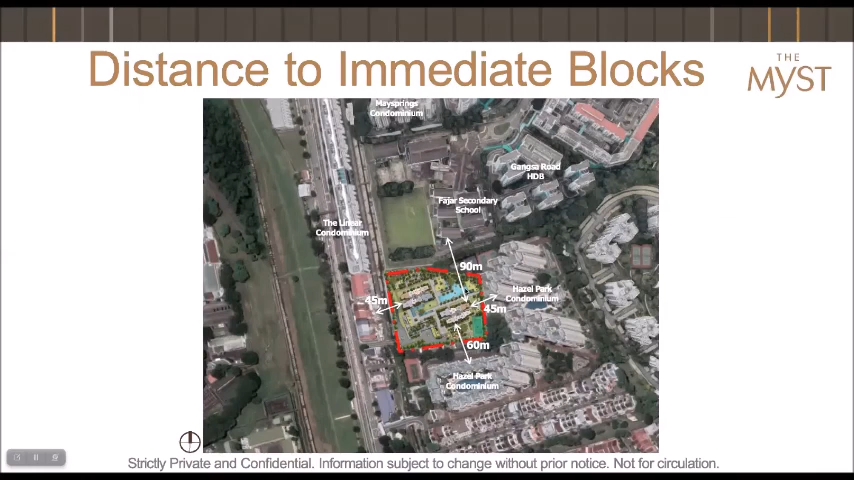 Distance to Immediate Blocks
THE
MYST
Maysprings
Condominium
Gangsa Road
HDB
Fajar Secondary
School
The Linear
Condominium
90m
Hazel Park
Condominium
45m
45m
60m
Hazel Park
Condominium
Strictly Private and Confidential. Information subject to change without prior notice. Not for circulation.